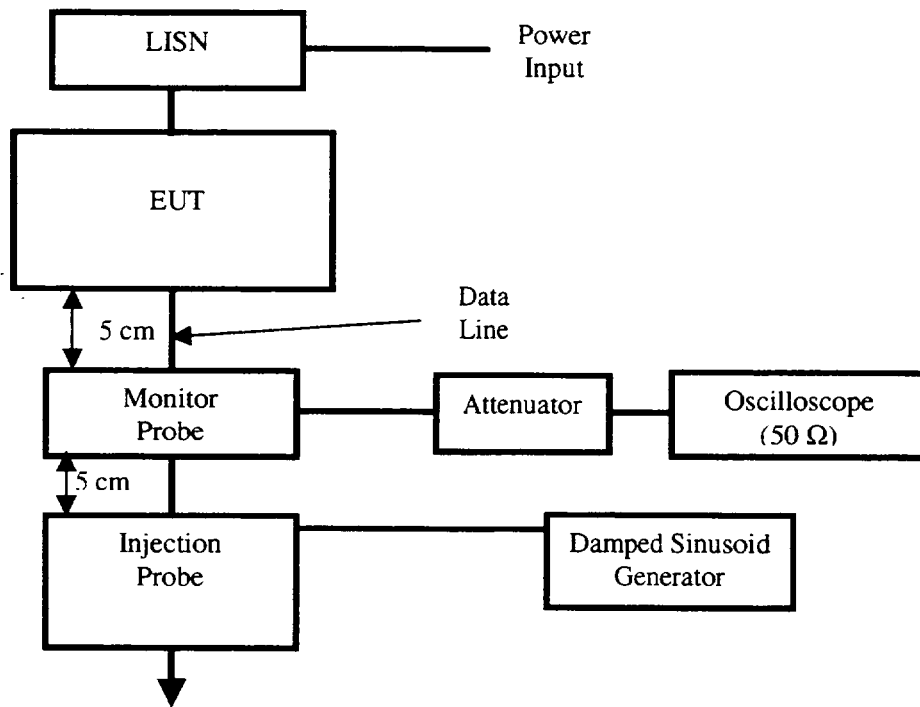 LISN
Power
Input
EUT
5 cm
Data
Line
Monitor
Probe
Attenuator
Oscilloscope
(50 Ω)
5 cm
Injection
Probe
Damped Sinusoid
Generator